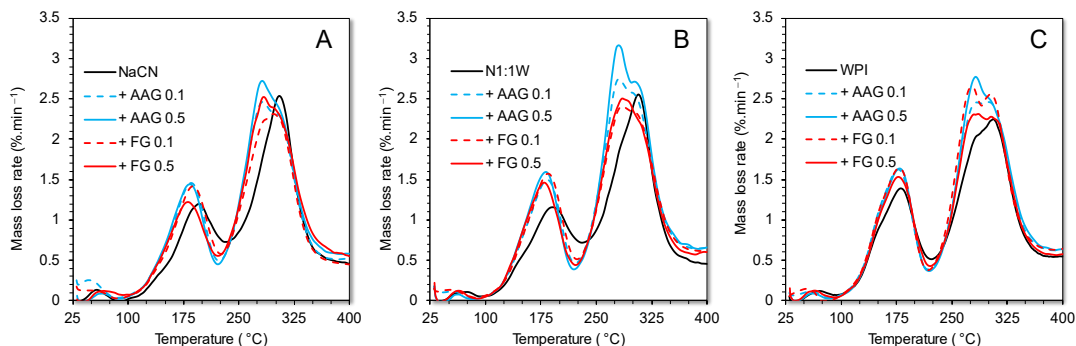 A
Mass loss rate (%.min⁻¹)
3.5
3
2.5
2
1.5
1
0.5
0
NaCN
+ AAG 0.1
+ AAG 0.5
+ FG 0.1
+ FG 0.5
25 100 175 250 325 400
Temperature ( °C)
B
Mass loss rate (%.min⁻¹)
3.5
3
2.5
2
1.5
1
0.5
0
N1:1W
+ AAG 0.1
+ AAG 0.5
+ FG 0.1
+ FG 0.5
25 100 175 250 325 400
Temperature ( °C)
C
Mass loss rate (%.min⁻¹)
3.5
3
2.5
2
1.5
1
0.5
0
WPI
+ AAG 0.1
+ AAG 0.5
+ FG 0.1
+ FG 0.5
25 100 175 250 325 400
Temperature ( °C)